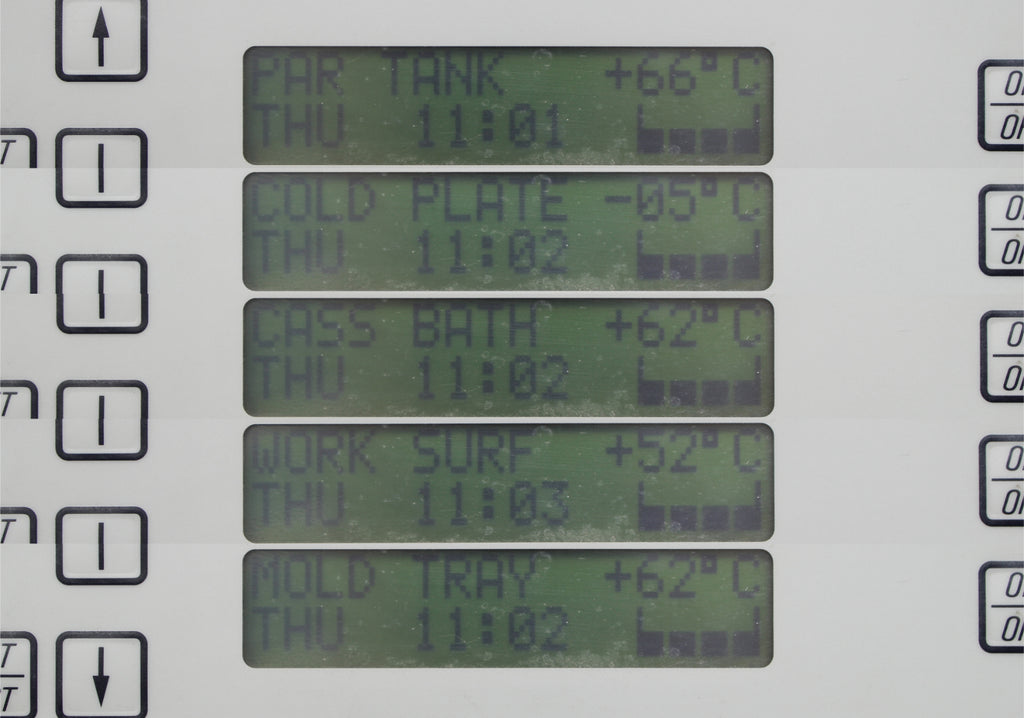 PAR TANK +66°C
THU 11:01
COLD PLATE -05°C
THU 11:02
CASS BATH +62°C
THU 11:02
WORK SURF +52°C
THU 11:03
MOLD TRAY +62°C
THU 11:02